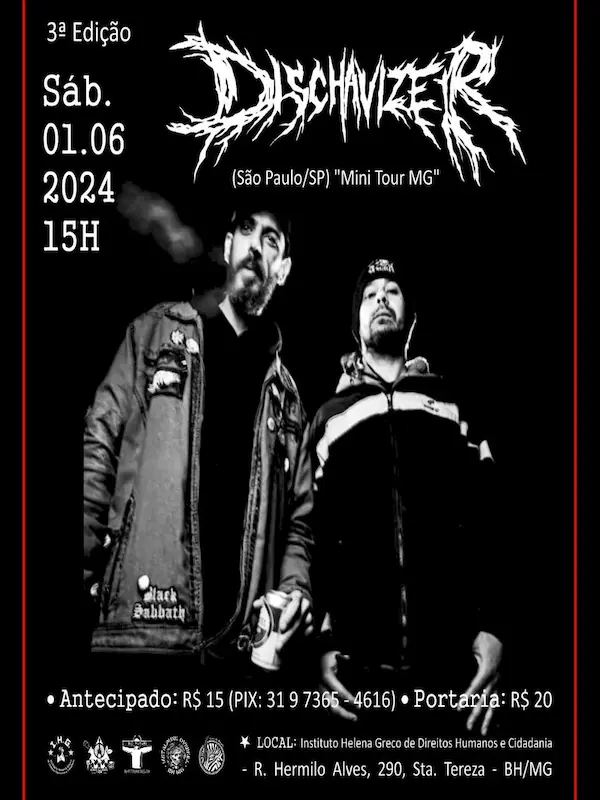 3ª Edição
Sáb.
01.06
2024
15H
DISCHAVIZER
(São Paulo/SP) "Mini Tour MG"
Black
Sabbath
• Antecipado: R$ 15 (PIX: 31 9 7365 - 4616) • Portaria: R$ 20
I.H.G
★ LOCAL: Instituto Helena Greco de Direitos Humanos e Cidadania
- R. Hermilo Alves, 290, Sta. Tereza - BH/MG